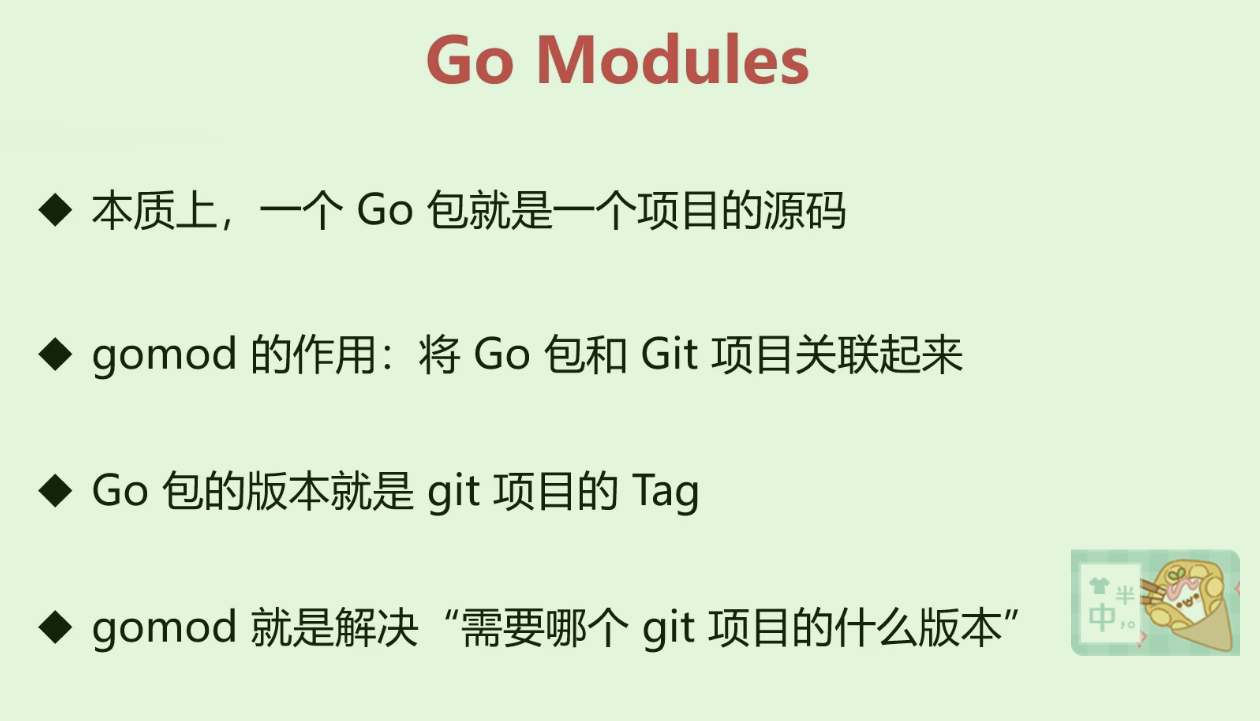 Go Modules
◆ 本质上，一个 Go 包就是一个项目的源码
◆ gomod 的作用：将 Go 包和 Git 项目关联起来
◆ Go 包的版本就是 git 项目的 Tag
◆ gomod 就是解决“需要哪个 git 项目的什么版本”
半
中 ，。